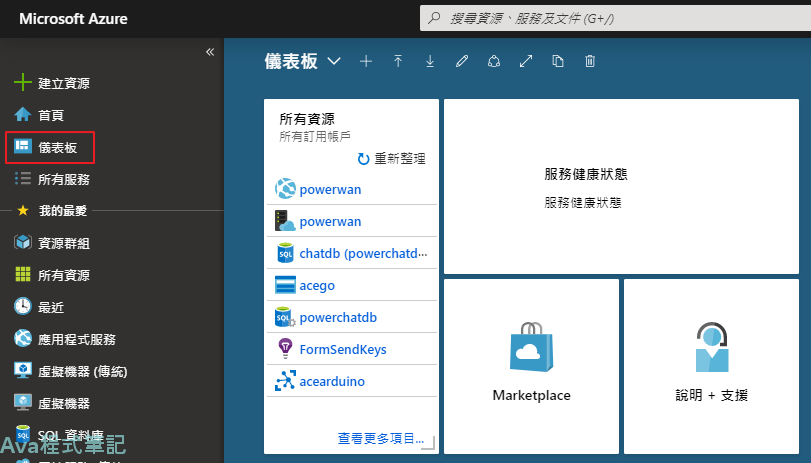 Microsoft Azure
搜尋資源、服務及文件 (G+/)
«
建立資源
首頁
儀表板
所有服務
我的最愛
資源群組
所有資源
最近
應用程式服務
虛擬機器 (傳統)
虛擬機器
SQL 資料庫
Ava程式筆記
儀表板
所有資源
所有訂用帳戶
重新整理
powerwan
powerwan
chatdb (powerchatd···
acego
powerchatdb
FormSendKeys
acearduino
查看更多項目...
服務健康狀態
服務健康狀態
Marketplace
說明 + 支援